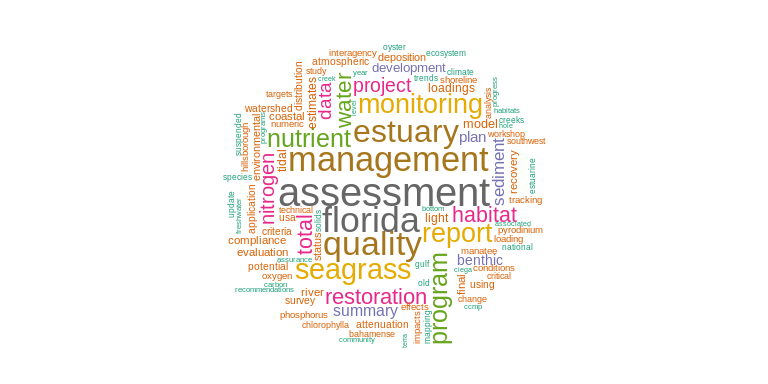 oyster
interagency
ecosystem
atmospheric
deposition
study
year
development
climate
creek
trends
shoreline
progress
targets
distribution
estimates
data
water
project
loadings
analysis
habitats
watershed
level
monitoring
coastal
numeric
programs
suspended
hillsborough
environmental
nutrient
estuary
model
hole
creeks
plan
workshop
southwest
tidal
management
sediment
recovery
estuarine
species
nitrogen
assessment
tracking
update
freshwater
application
technical
usa
solids
florida
bottom
light
habitat
associated
pyrodinium
criteria
total
status
quality
report
loading
national
compliance
evaluation
assurance
manatee
potential
seagrass
gulf
program
benthic
ciega
conditions
oxygen
critical
carbon
old
final
using
recommendations
river
restoration
survey
change
ccmp
phosphorus
summary
effects
chlorophylla
attenuation
impacts
mapping
bahamense
community
terra